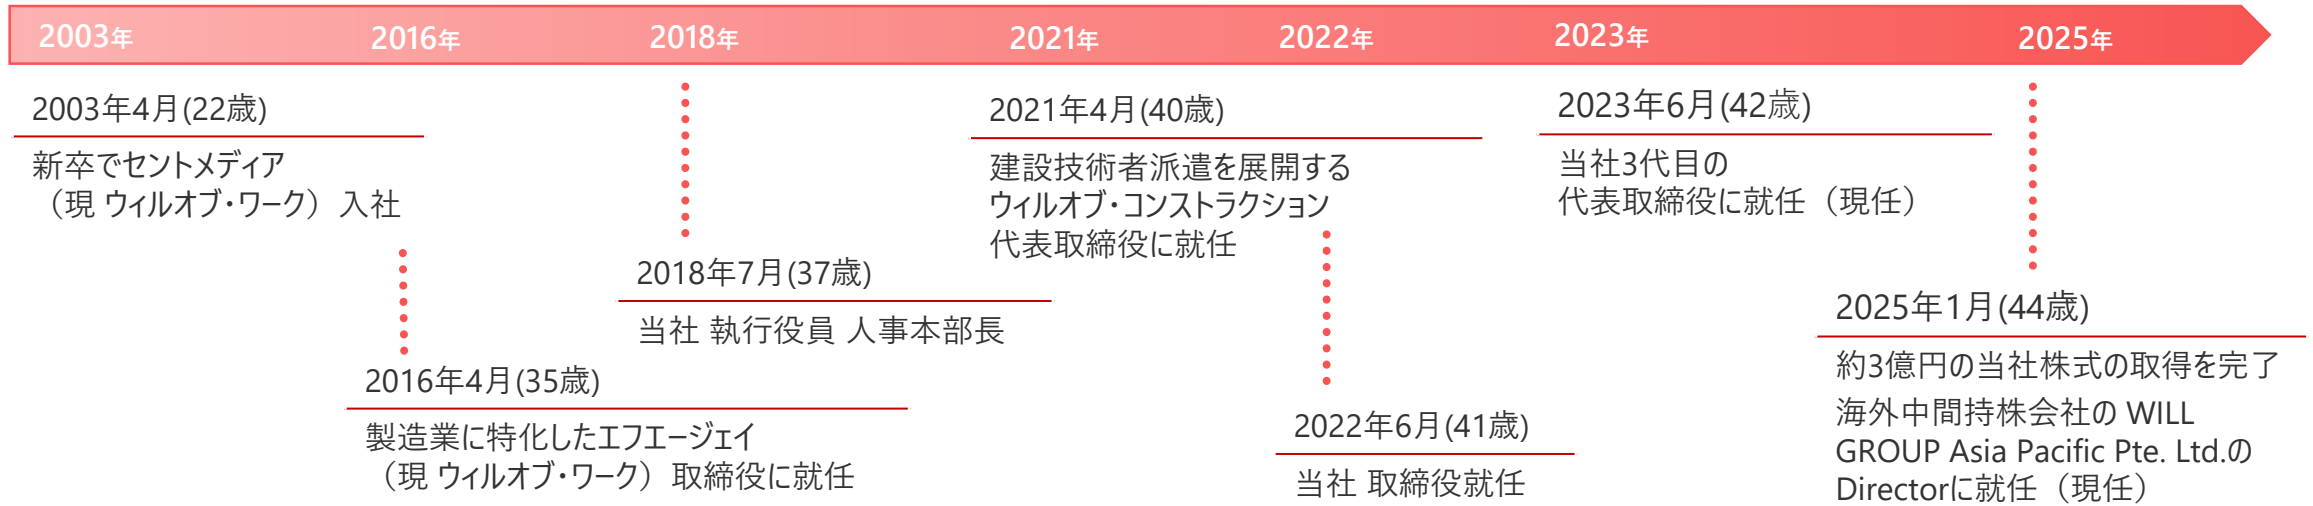 2003年
2016年
2018年
2021年
2022年
2023年
2025年
2003年4月(22歳)
新卒でセントメディア
（現 ウィルオブ・ワーク）入社
2016年4月(35歳)
製造業に特化したエフエージェイ
（現 ウィルオブ・ワーク）取締役に就任
2018年7月(37歳)
当社 執行役員 人事本部長
2021年4月(40歳)
建設技術者派遣を展開する
ウィルオブ・コンストラクション
代表取締役に就任
2022年6月(41歳)
当社 取締役就任
2023年6月(42歳)
当社3代目の
代表取締役に就任（現任）
2025年1月(44歳)
約3億円の当社株式の取得を完了
海外中間持株会社の WILL
GROUP Asia Pacific Pte. Ltd.の
Directorに就任（現任）